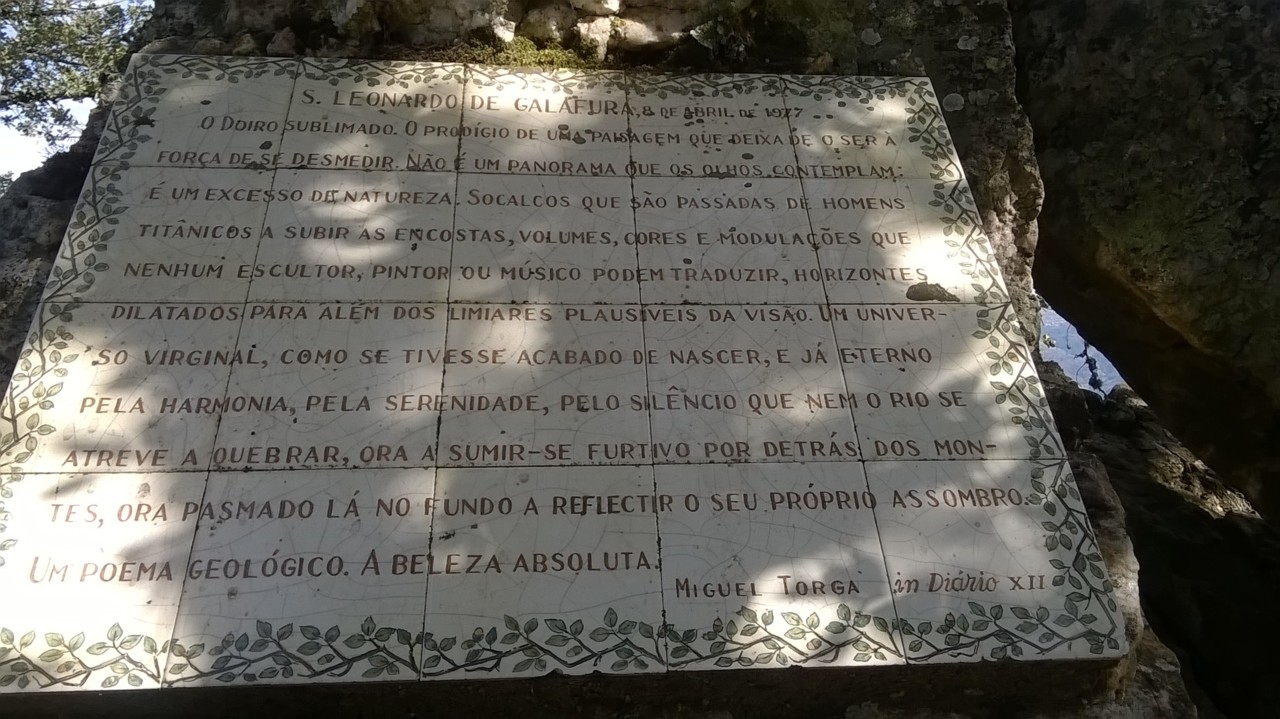 S. LEONARDO DE GALAFURA, 8 DE ABRIL DE 1977
O DOIRO SUBLIMADO. O PRODÍGIO DE UMA PAISAGEM QUE DEIXA DE O SER À
FORÇA DE SE DESMEDIR. NÃO É UM PANORAMA QUE OS OLHOS CONTEMPLAM:
É UM EXCESSO DE NATUREZA. SOCALCOS QUE SÃO PASSADAS DE HOMENS
TITÂNICOS A SUBIR AS ENCOSTAS, VOLUMES, CORES E MODULAÇÕES QUE
NENHUM ESCULTOR, PINTOR OU MÚSICO PODEM TRADUZIR, HORIZONTES
DILATADOS PARA ALÉM DOS LIMIARES PLAUSÍVEIS DA VISÃO. UM UNIVER-
SO VIRGINAL, COMO SE TIVESSE ACABADO DE NASCER, E JÁ ETERNO
PELA HARMONIA, PELA SERENIDADE, PELO SILÊNCIO QUE NEM O RIO SE
ATREVE A QUEBRAR, ORA A SUMIR-SE FURTIVO POR DETRÁS DOS MON-
TES, ORA PASMADO LÁ NO FUNDO A REFLECTIR O SEU PRÓPRIO ASSOMBRO.
UM POEMA GEOLÓGICO. A BELEZA ABSOLUTA.
MIGUEL TORGA in Diário XII